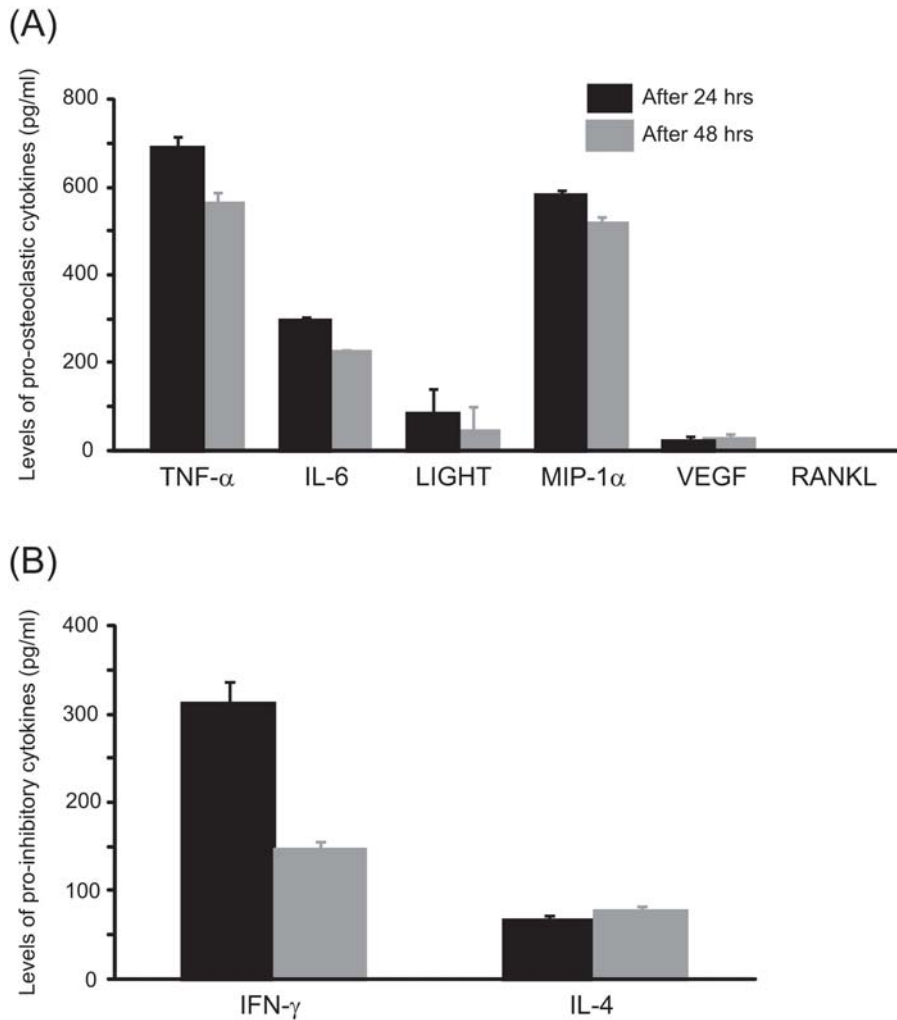 (A)
Levels of pro-osteoclastic cytokines (pg/ml)
800
600
400
200
0
After 24 hrs
After 48 hrs
TNF-α IL-6 LIGHT MIP-1α VEGF RANKL
(B)
Levels of pro-inhibitory cytokines (pg/ml)
400
300
200
100
0
IFN-γ IL-4